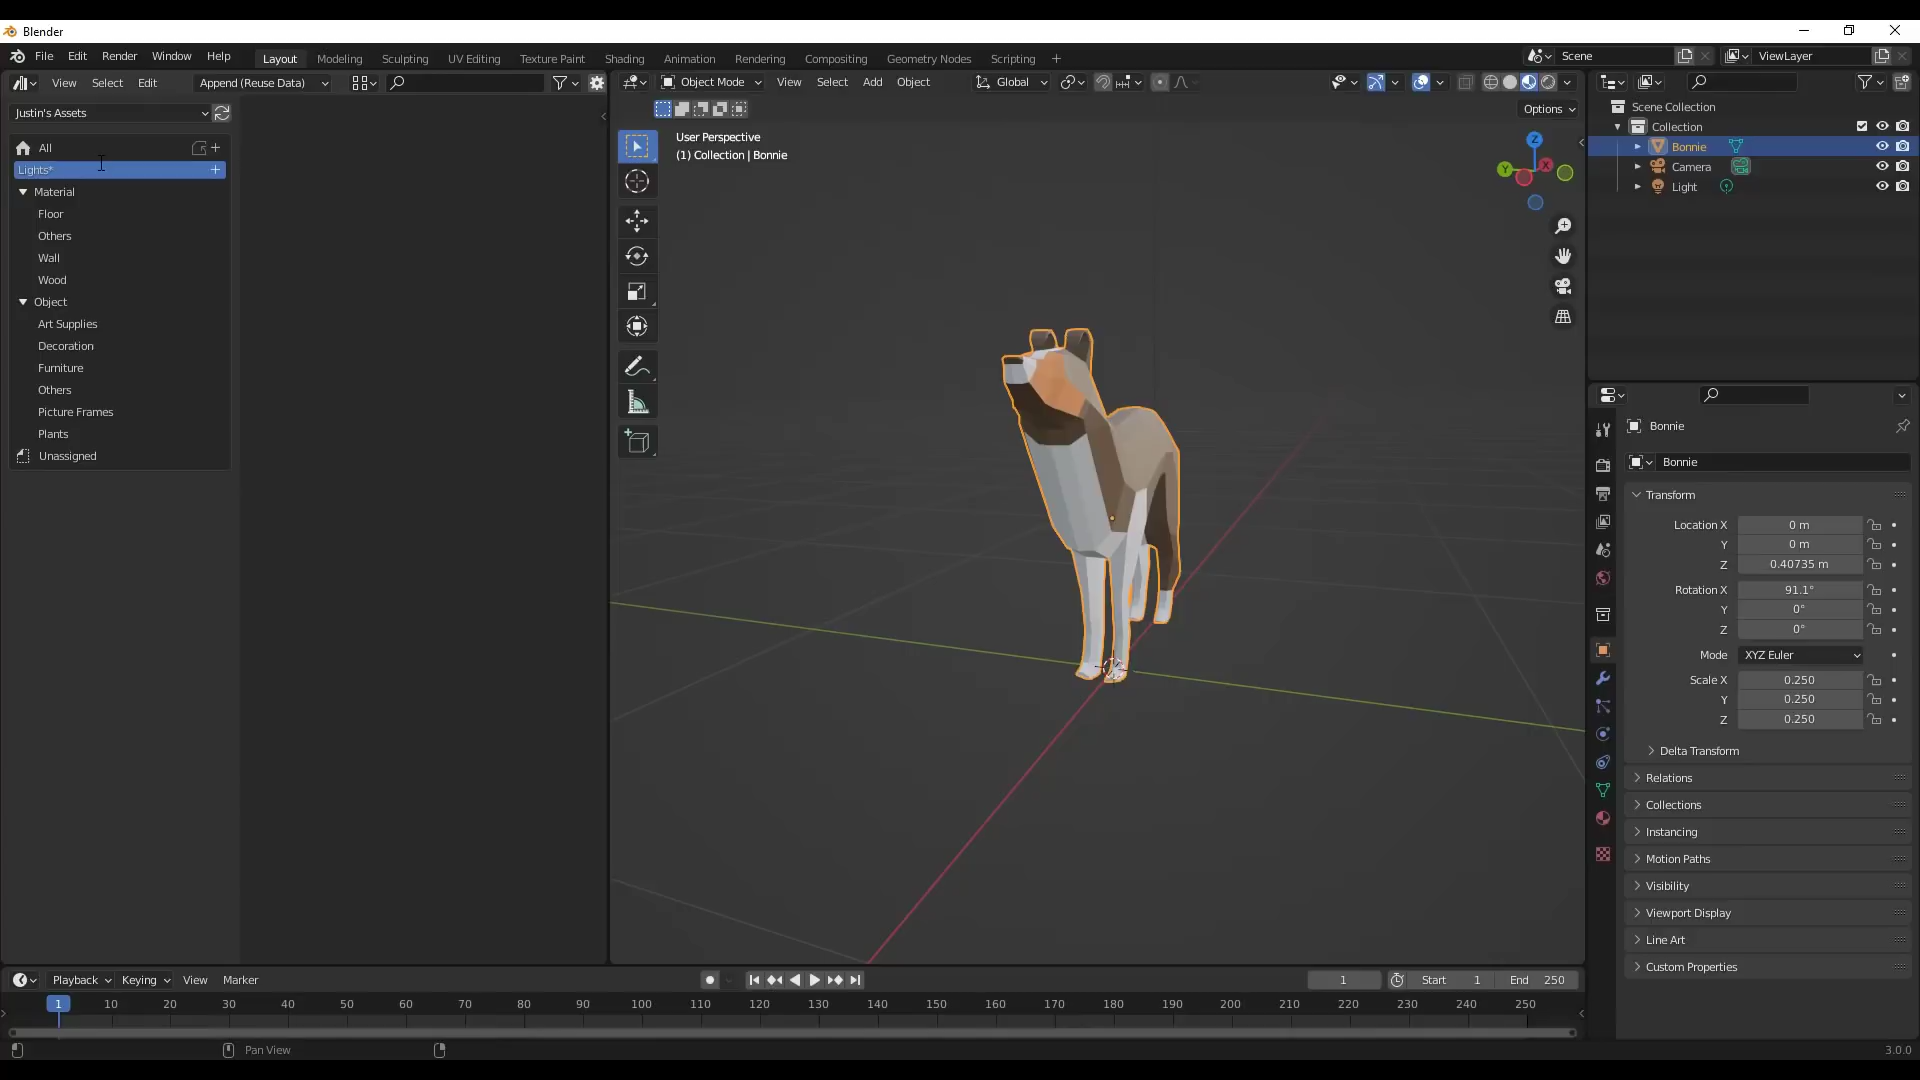 Blender
File Edit Render Window Help Layout Modeling Sculpting UV Editing Texture Paint Shading Animation Rendering Compositing Geometry Nodes Scripting + Scene ViewLayer
View Select Edit Append (Reuse Data) Object Mode View Select Add Object Global
Justin's Assets
Options
All
Lights*
Material
Floor
Others
Wall
Wood
Object
Art Supplies
Decoration
Furniture
Others
Picture Frames
Plants
Unassigned
User Perspective
(1) Collection | Bonnie
Z
Y
X
Scene Collection
Collection
Bonnie
Camera
Light
Bonnie
Bonnie
Transform
Location X 0 m
Y 0 m
Z 0.40735 m
Rotation X 91.1°
Y 0°
Z 0°
Mode XYZ Euler
Scale X 0.250
Y 0.250
Z 0.250
Delta Transform
Relations
Collections
Instancing
Motion Paths
Visibility
Viewport Display
Line Art
Custom Properties
Playback Keying View Marker 1 Start 1 End 250
1 10 20 30 40 50 60 70 80 90 100 110 120 130 140 150 160 170 180 190 200 210 220 230 240 250
Pan View
3.0.0